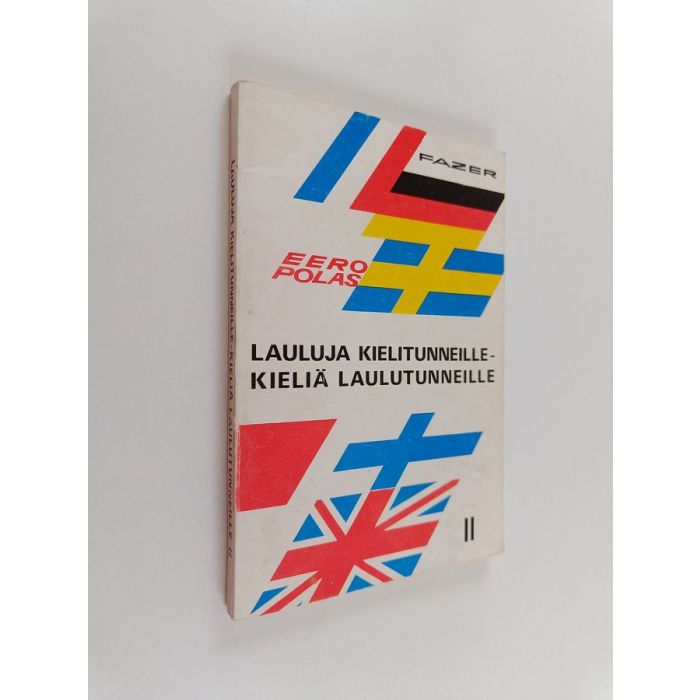 FAZER
EERO
POLAS
LAULUJA KIELITUNNEILLE-
KIELIÄ LAULUTUNNEILLE
II
LAULUJA KIELITUNNEILLE-KIELIÄ LAULUTUNNEILLE II